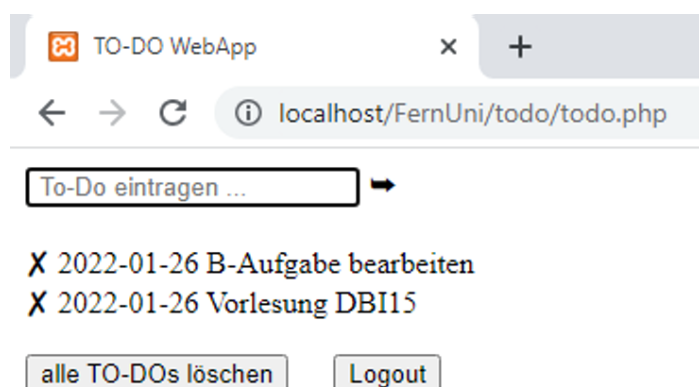 TO-DO WebApp
localhost/FernUni/todo/todo.php
To-Do eintragen ...
✗ 2022-01-26 B-Aufgabe bearbeiten
✗ 2022-01-26 Vorlesung DBI15
alle TO-DOs löschen Logout